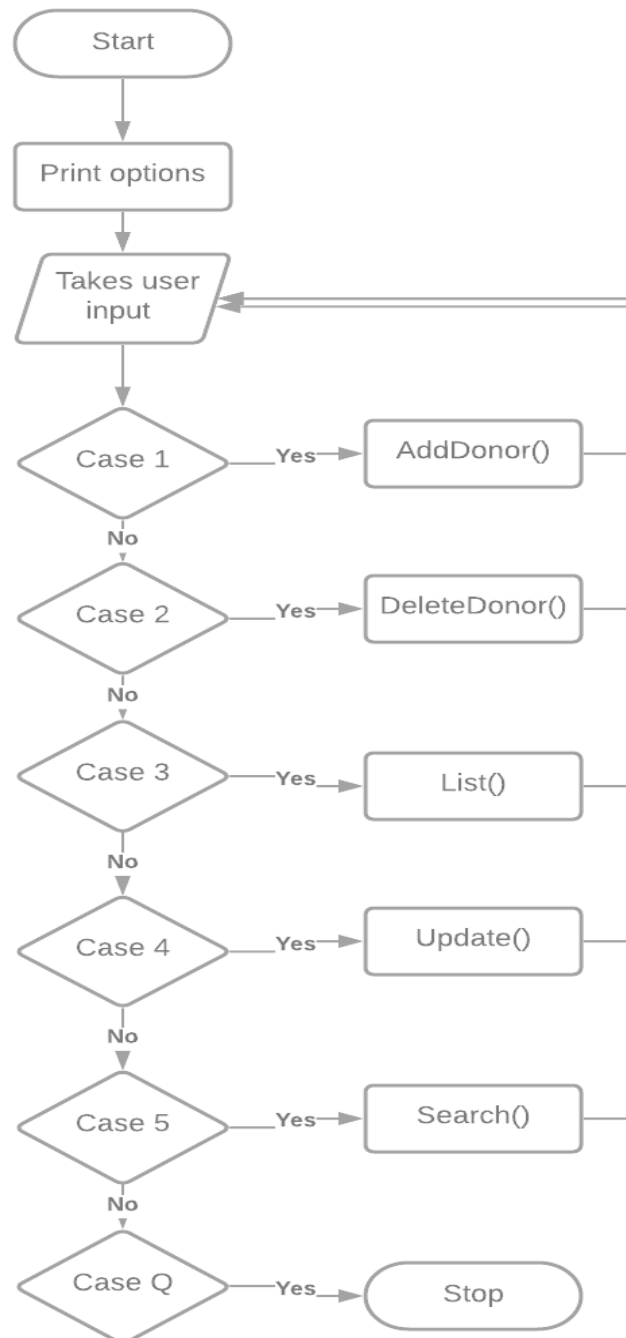 Start
Print options
Takes user
input
Case 1
Yes
AddDonor()
No
Case 2
Yes
DeleteDonor()
No
Case 3
Yes
List()
No
Case 4
Yes
Update()
No
Case 5
Yes
Search()
No
Case Q
Yes
Stop